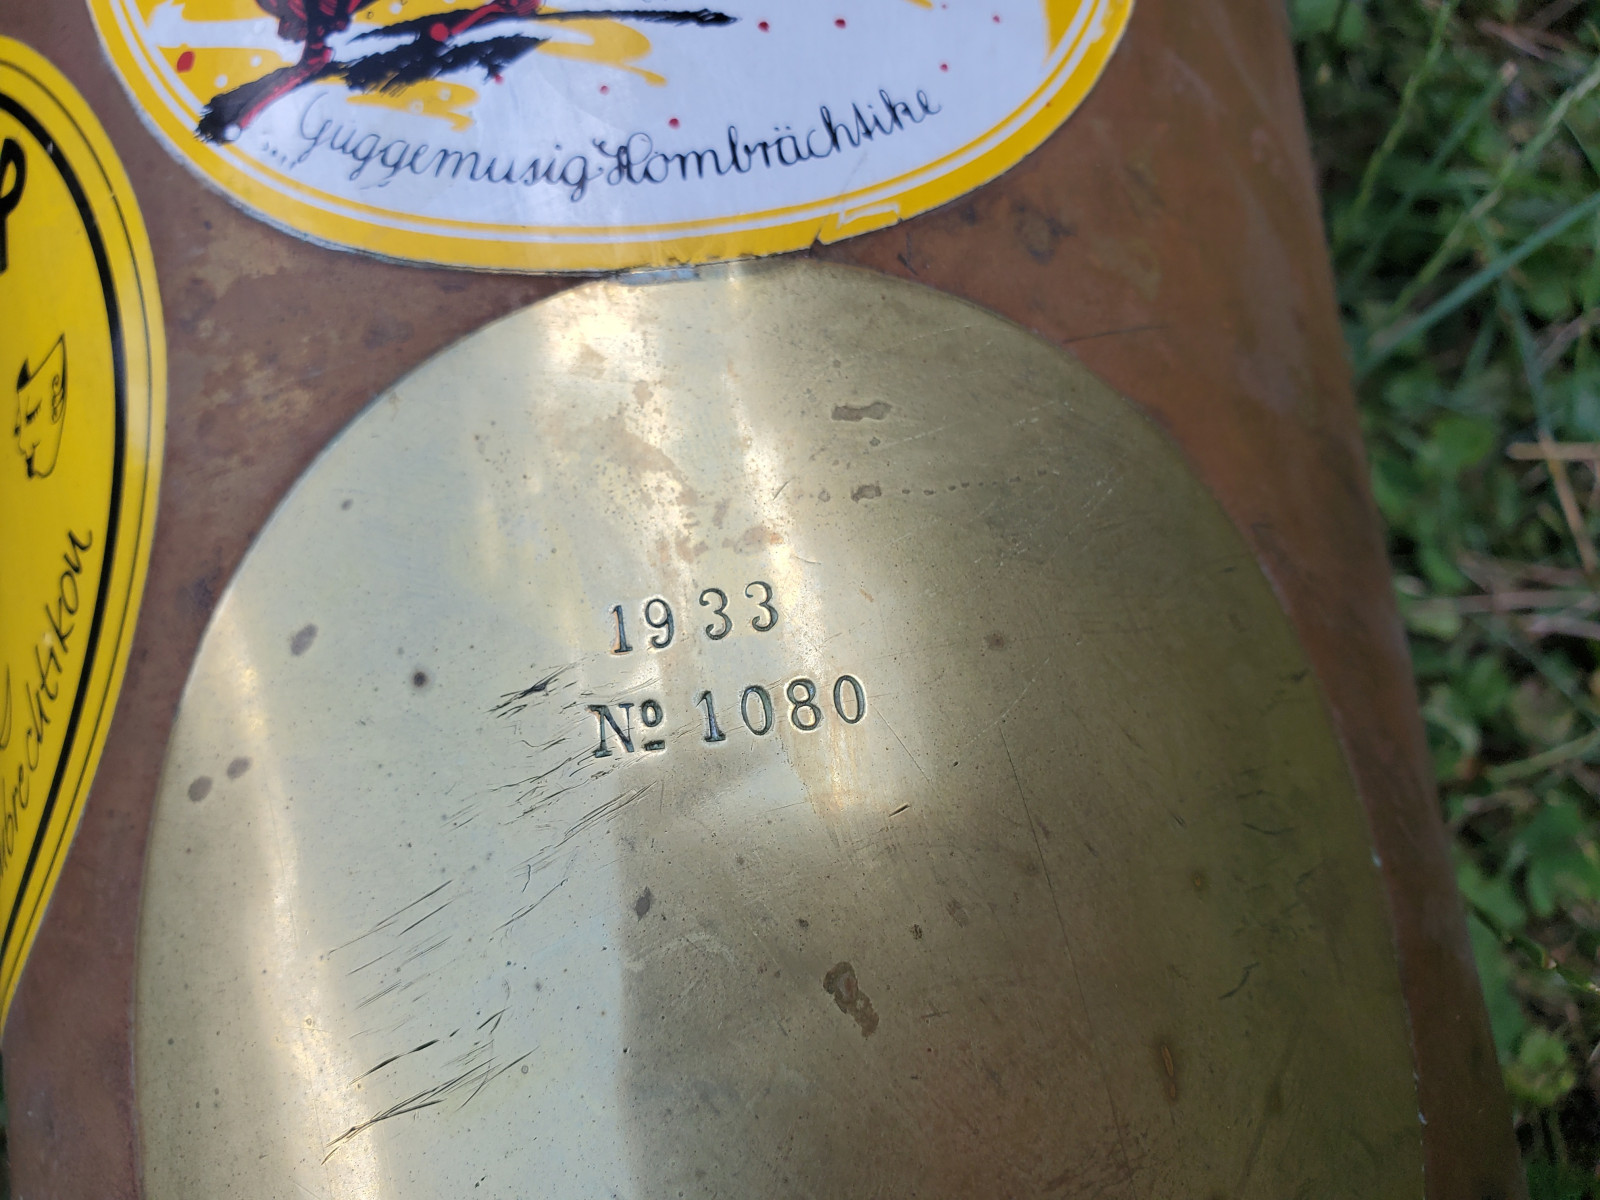 ...Guggemusig Hombrächtike
1933
Nº 1080